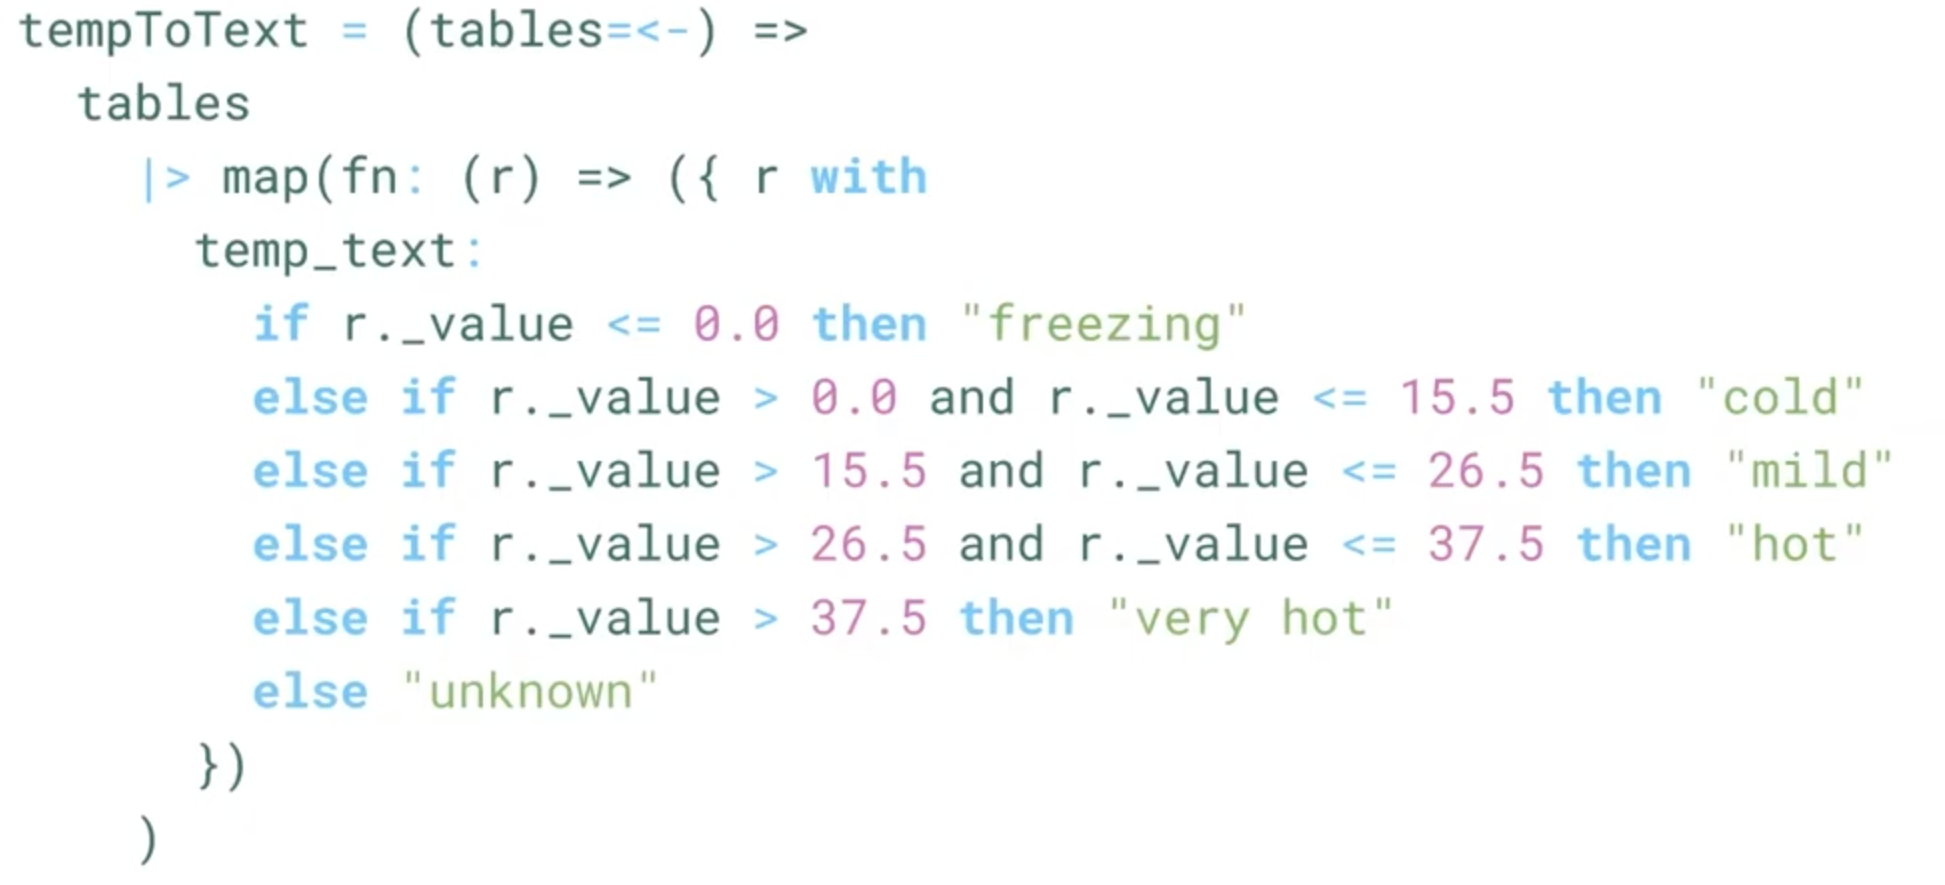 tempToText = (tables=<-) =>
tables
|> map(fn: (r) => ({ r with
temp_text:
if r._value <= 0.0 then "freezing"
else if r._value > 0.0 and r._value <= 15.5 then "cold"
else if r._value > 15.5 and r._value <= 26.5 then "mild"
else if r._value > 26.5 and r._value <= 37.5 then "hot"
else if r._value > 37.5 then "very hot"
else "unknown"
})
)